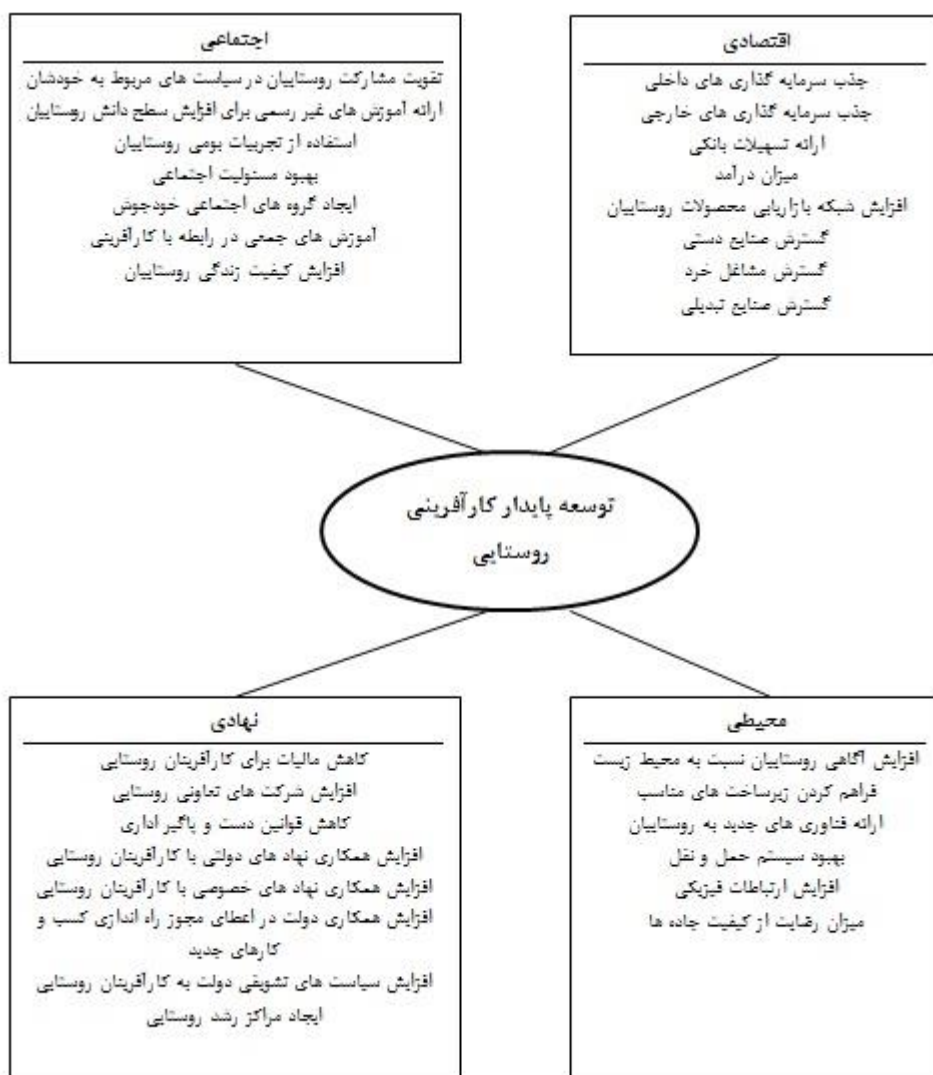 اقتصادی
جذب سرمایه گذاری های داخلی
جذب سرمایه گذاری های خارجی
ارائه تسهیلات بانکی
میزان درآمد
افزایش شبکه بازاریابی محصولات روستاییان
گسترش صنایع دستی
گسترش مشاغل خرد
گسترش صنایع تبدیلی
اجتماعی
تقویت مشارکت روستاییان در سیاست های مربوط به خودشان
ارائه آموزش های غیر رسمی برای افزایش سطح دانش روستاییان
استفاده از تجربیات بومی روستاییان
بهبود مسئولیت اجتماعی
ایجاد گروه های اجتماعی خودجوش
آموزش های جمعی در رابطه با کارآفرینی
افزایش کیفیت زندگی روستاییان
توسعه پایدار کارآفرینی
روستایی
محیطی
افزایش آگاهی روستاییان نسبت به محیط زیست
فراهم کردن زیرساخت های مناسب
ارائه فناوری های جدید به روستاییان
بهبود سیستم حمل و نقل
افزایش ارتباطات فیزیکی
میزان رضایت از کیفیت جاده ها
نهادی
کاهش مالیات برای کارآفرینان روستایی
افزایش شرکت های تعاونی روستایی
کاهش قوانین دست و پاگیر اداری
افزایش همکاری نهاد های دولتی با کارآفرینان روستایی
افزایش همکاری نهاد های خصوصی با کارآفرینان روستایی
افزایش همکاری دولت در اعطای مجوز راه اندازی کسب و
کارهای جدید
افزایش سیاست های تشویقی دولت به کارآفرینان روستایی
ایجاد مراکز رشد روستایی